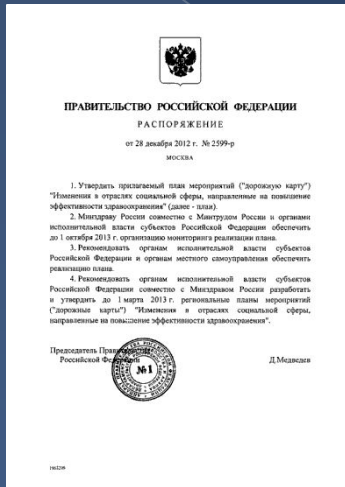 ПРАВИТЕЛЬСТВО РОССИЙСКОЙ ФЕДЕРАЦИИ
РАСПОРЯЖЕНИЕ
от 28 декабря 2012 г. № 2599-р
МОСКВА
1. Утвердить прилагаемый план мероприятий ("дорожную карту")
"Изменения в отраслях социальной сферы, направленные на повышение
эффективности здравоохранения" (далее - план).
2. Минздраву России совместно с Минтрудом России и органами
исполнительной власти субъектов Российской Федерации обеспечить
до 1 октября 2013 г. организацию мониторинга реализации плана.
3. Рекомендовать органам исполнительной власти субъектов
Российской Федерации и органам местного самоуправления обеспечить
реализацию плана.
4. Рекомендовать органам исполнительной власти субъектов
Российской Федерации совместно с Минздравом России разработать
и утвердить до 1 марта 2013 г. региональные планы мероприятий
("дорожные карты") "Изменения в отраслях социальной сферы,
направленные на повышение эффективности здравоохранения".
Председатель
Российской
№1
Д.Медведев